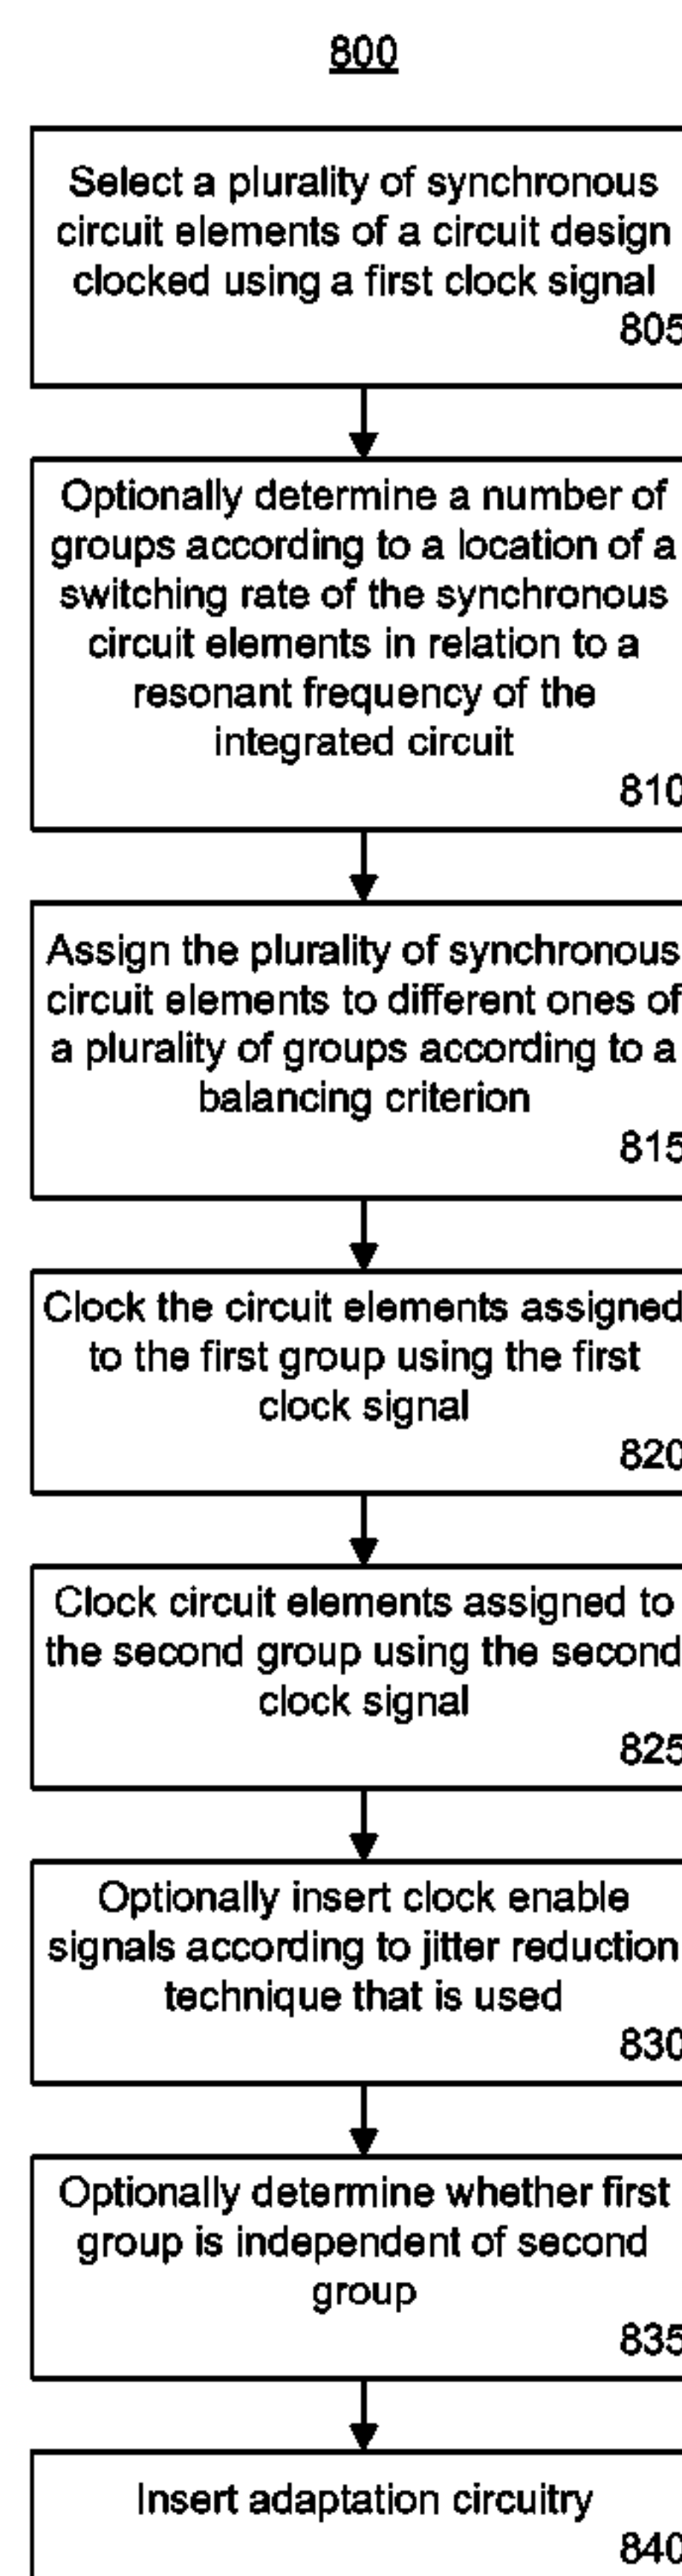 800
Select a plurality of synchronous
circuit elements of a circuit design
clocked using a first clock signal
805
Optionally determine a number of
groups according to a location of a
switching rate of the synchronous
circuit elements in relation to a
resonant frequency of the
integrated circuit
810
Assign the plurality of synchronous
circuit elements to different ones of
a plurality of groups according to a
balancing criterion
815
Clock the circuit elements assigned
to the first group using the first
clock signal
820
Clock circuit elements assigned to
the second group using the second
clock signal
825
Optionally insert clock enable
signals according to jitter reduction
technique that is used
830
Optionally determine whether first
group is independent of second
group
835
Insert adaptation circuitry
840